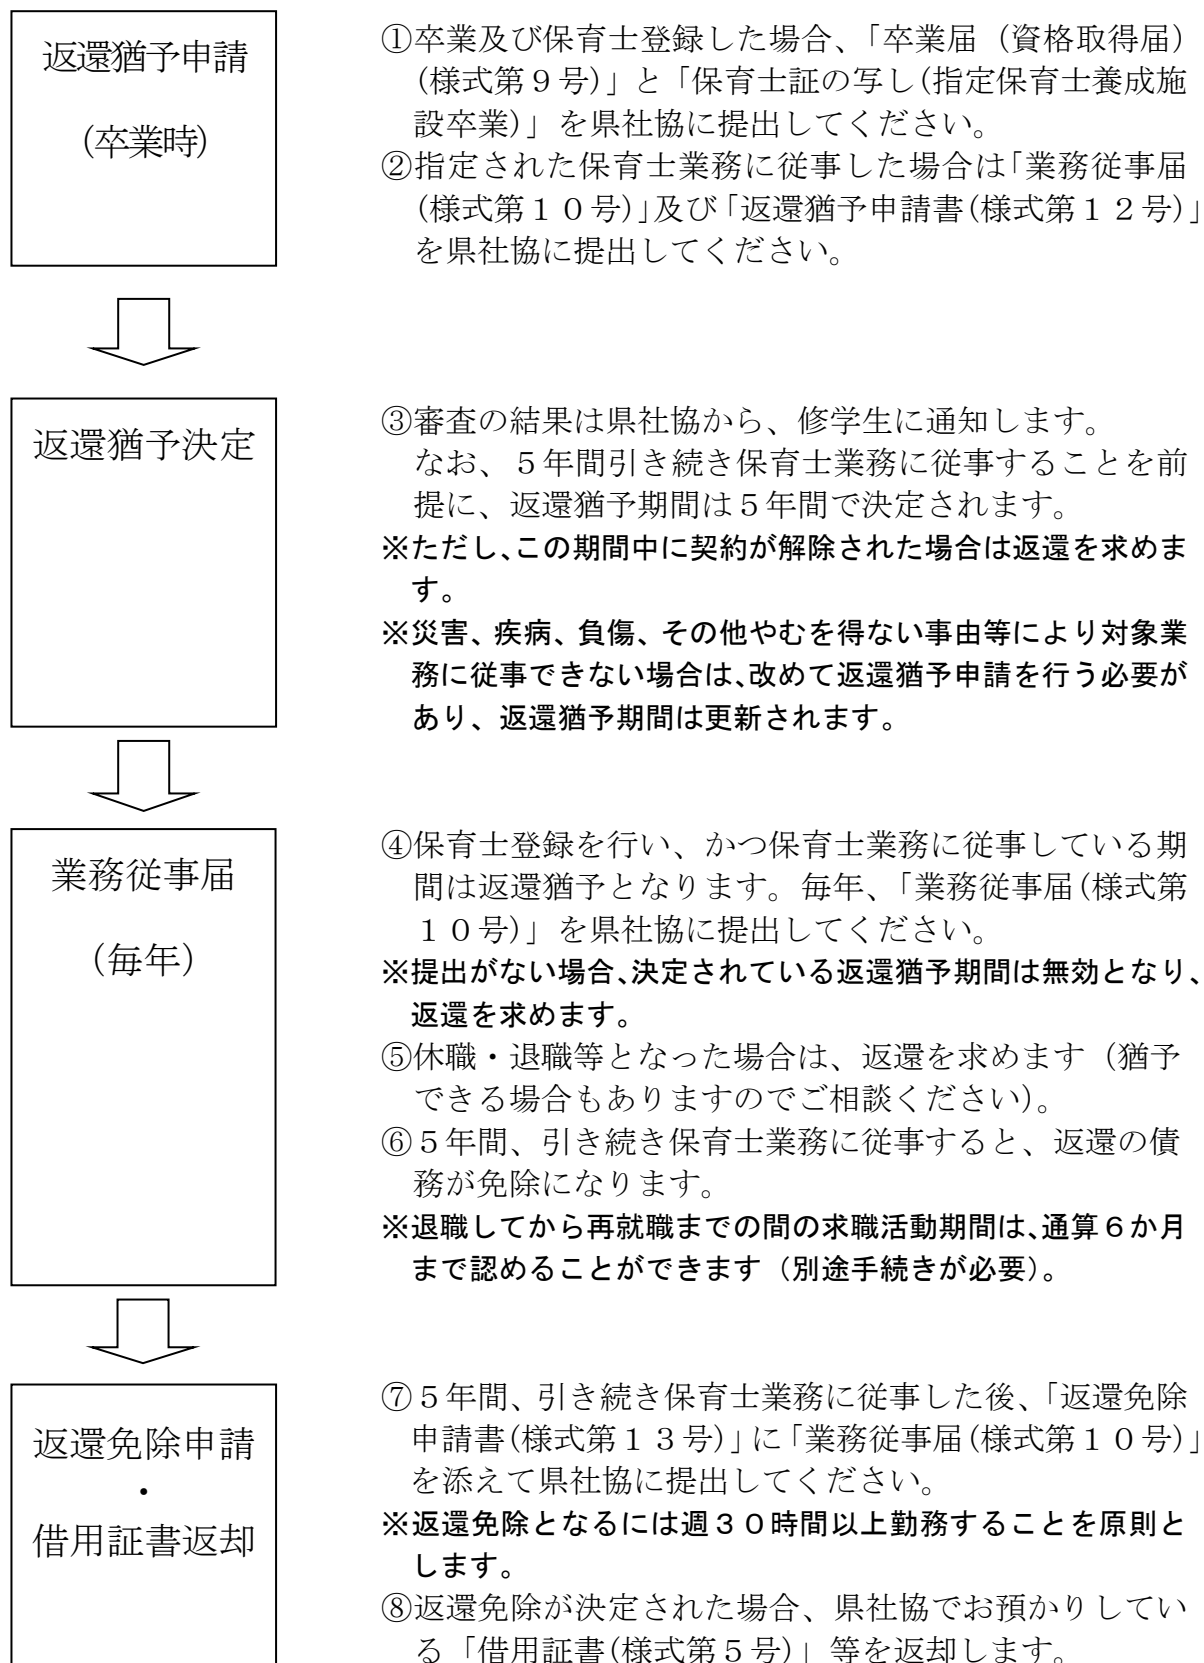 返還猶予申請
(卒業時)
①卒業及び保育士登録した場合、「卒業届（資格取得届）
(様式第９号)」と「保育士証の写し(指定保育士養成施
設卒業)」を県社協に提出してください。
②指定された保育士業務に従事した場合は「業務従事届
(様式第１０号)」及び「返還猶予申請書(様式第１２号)」
を県社協に提出してください。
返還猶予決定
③審査の結果は県社協から、修学生に通知します。
なお、５年間引き続き保育士業務に従事することを前
提に、返還猶予期間は５年間で決定されます。
※ただし、この期間中に契約が解除された場合は返還を求めま
す。
※災害、疾病、負傷、その他やむを得ない事由等により対象業
務に従事できない場合は、改めて返還猶予申請を行う必要が
あり、返還猶予期間は更新されます。
業務従事届
（毎年）
④保育士登録を行い、かつ保育士業務に従事している期
間は返還猶予となります。毎年、「業務従事届(様式第
１０号)」を県社協に提出してください。
※提出がない場合、決定されている返還猶予期間は無効となり、
返還を求めます。
⑤休職・退職等となった場合は、返還を求めます（猶予
できる場合もありますのでご相談ください）。
⑥５年間、引き続き保育士業務に従事すると、返還の債
務が免除になります。
※退職してから再就職までの間の求職活動期間は、通算６か月
まで認めることができます（別途手続きが必要）。
返還免除申請
・
借用証書返却
⑦５年間、引き続き保育士業務に従事した後、「返還免除
申請書(様式第１３号)」に「業務従事届(様式第１０号)」
を添えて県社協に提出してください。
※返還免除となるには週３０時間以上勤務することを原則と
します。
⑧返還免除が決定された場合、県社協でお預かりしてい
る「借用証書(様式第５号)」等を返却します。